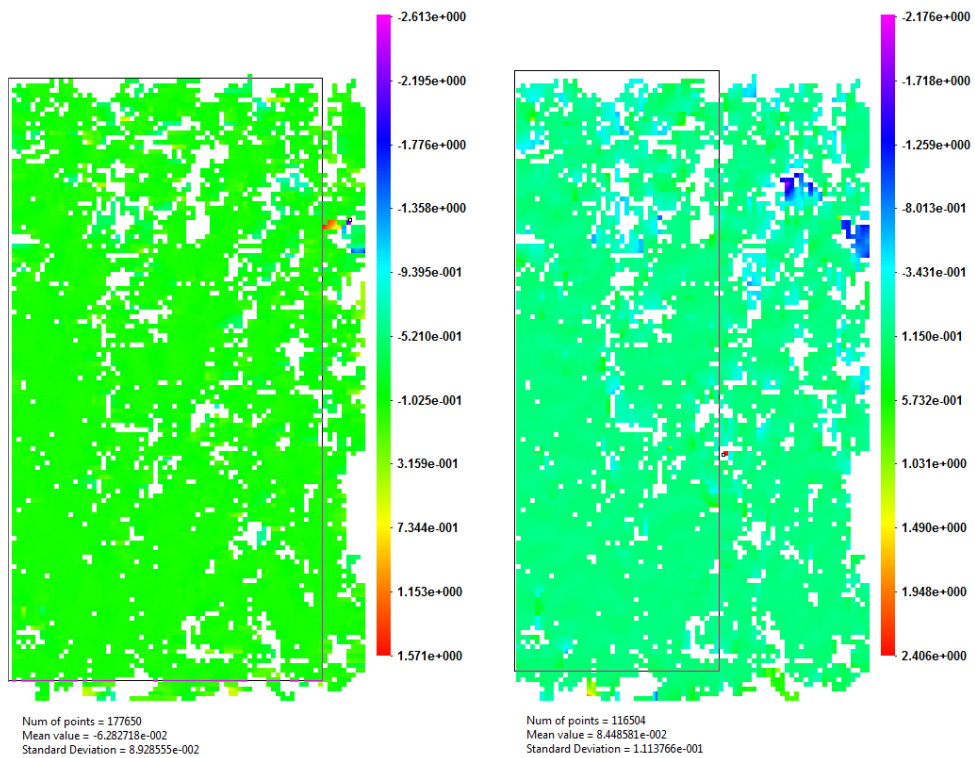 -2.613e+000
-2.195e+000
-1.776e+000
-1.358e+000
-9.395e-001
-5.210e-001
-1.025e-001
3.159e-001
7.344e-001
1.153e+000
1.571e+000
Num of points = 177650
Mean value = -6.282718e-002
Standard Deviation = 8.928555e-002
-2.176e+000
-1.718e+000
-1.259e+000
-8.013e-001
-3.431e-001
1.150e-001
5.732e-001
1.031e+000
1.490e+000
1.948e+000
2.406e+000
Num of points = 116504
Mean value = 8.448581e-002
Standard Deviation = 1.113766e-001